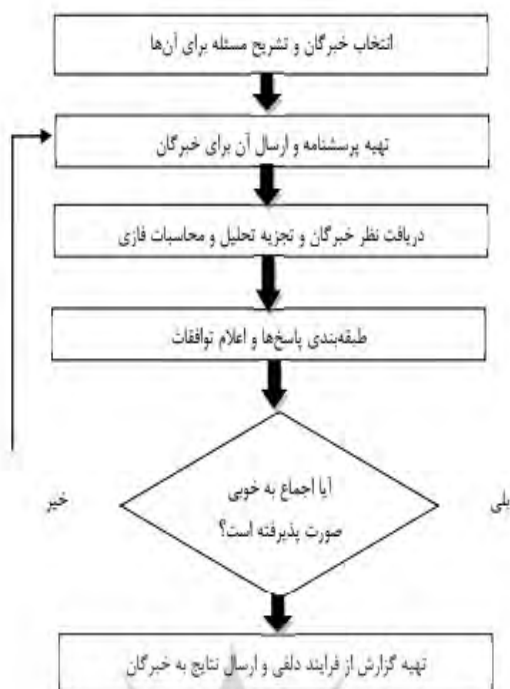 انتخاب خبرگان و تشریح مسئله برای آن‌ها
تهیه پرسشنامه و ارسال آن برای خبرگان
دریافت نظر خبرگان و تجزیه تحلیل و محاسبات فازی
طبقه‌بندی پاسخ‌ها و اعلام توافقات
آیا اجماع به خوبی
صورت پذیرفته است؟
بلی
خیر
تهیه گزارش از فرایند دلفی و ارسال نتایج به خبرگان